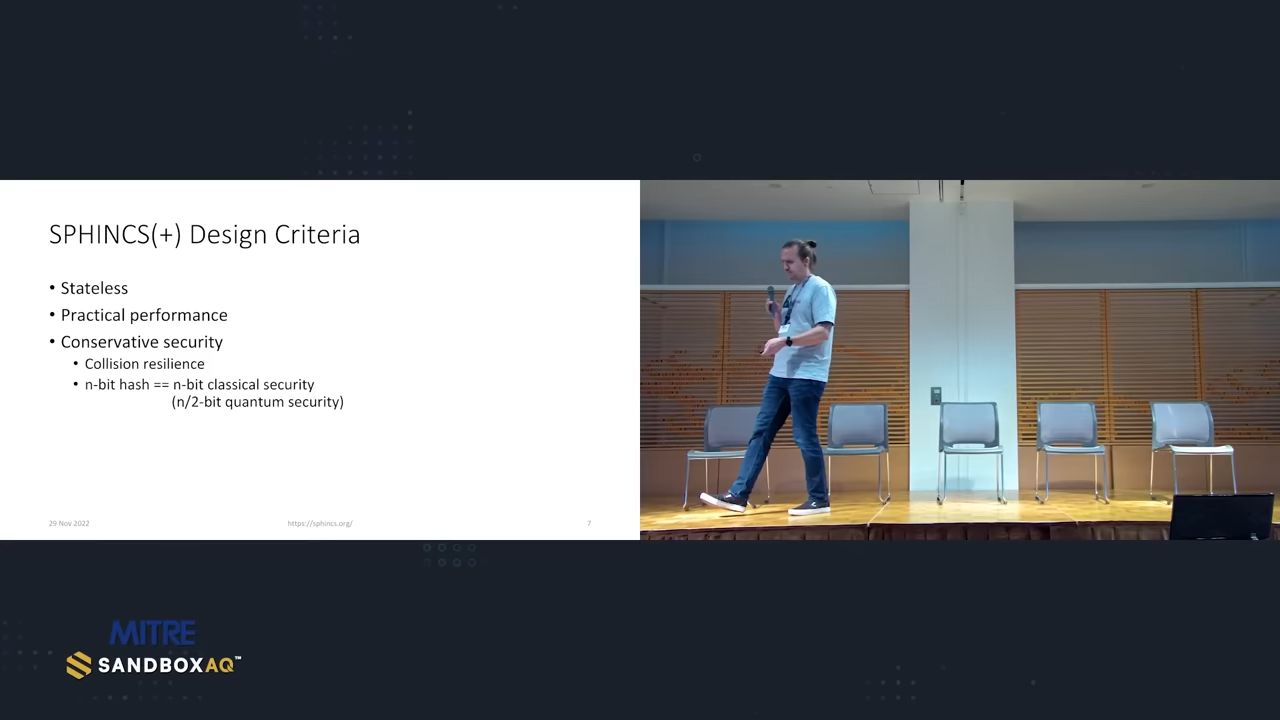 SPHINCS(+) Design Criteria
• Stateless
• Practical performance
• Conservative security
• Collision resilience
• n-bit hash == n-bit classical security
(n/2-bit quantum security)
29 Nov 2022
https://sphincs.org/
7
MITRE
SANDBOXAQ™